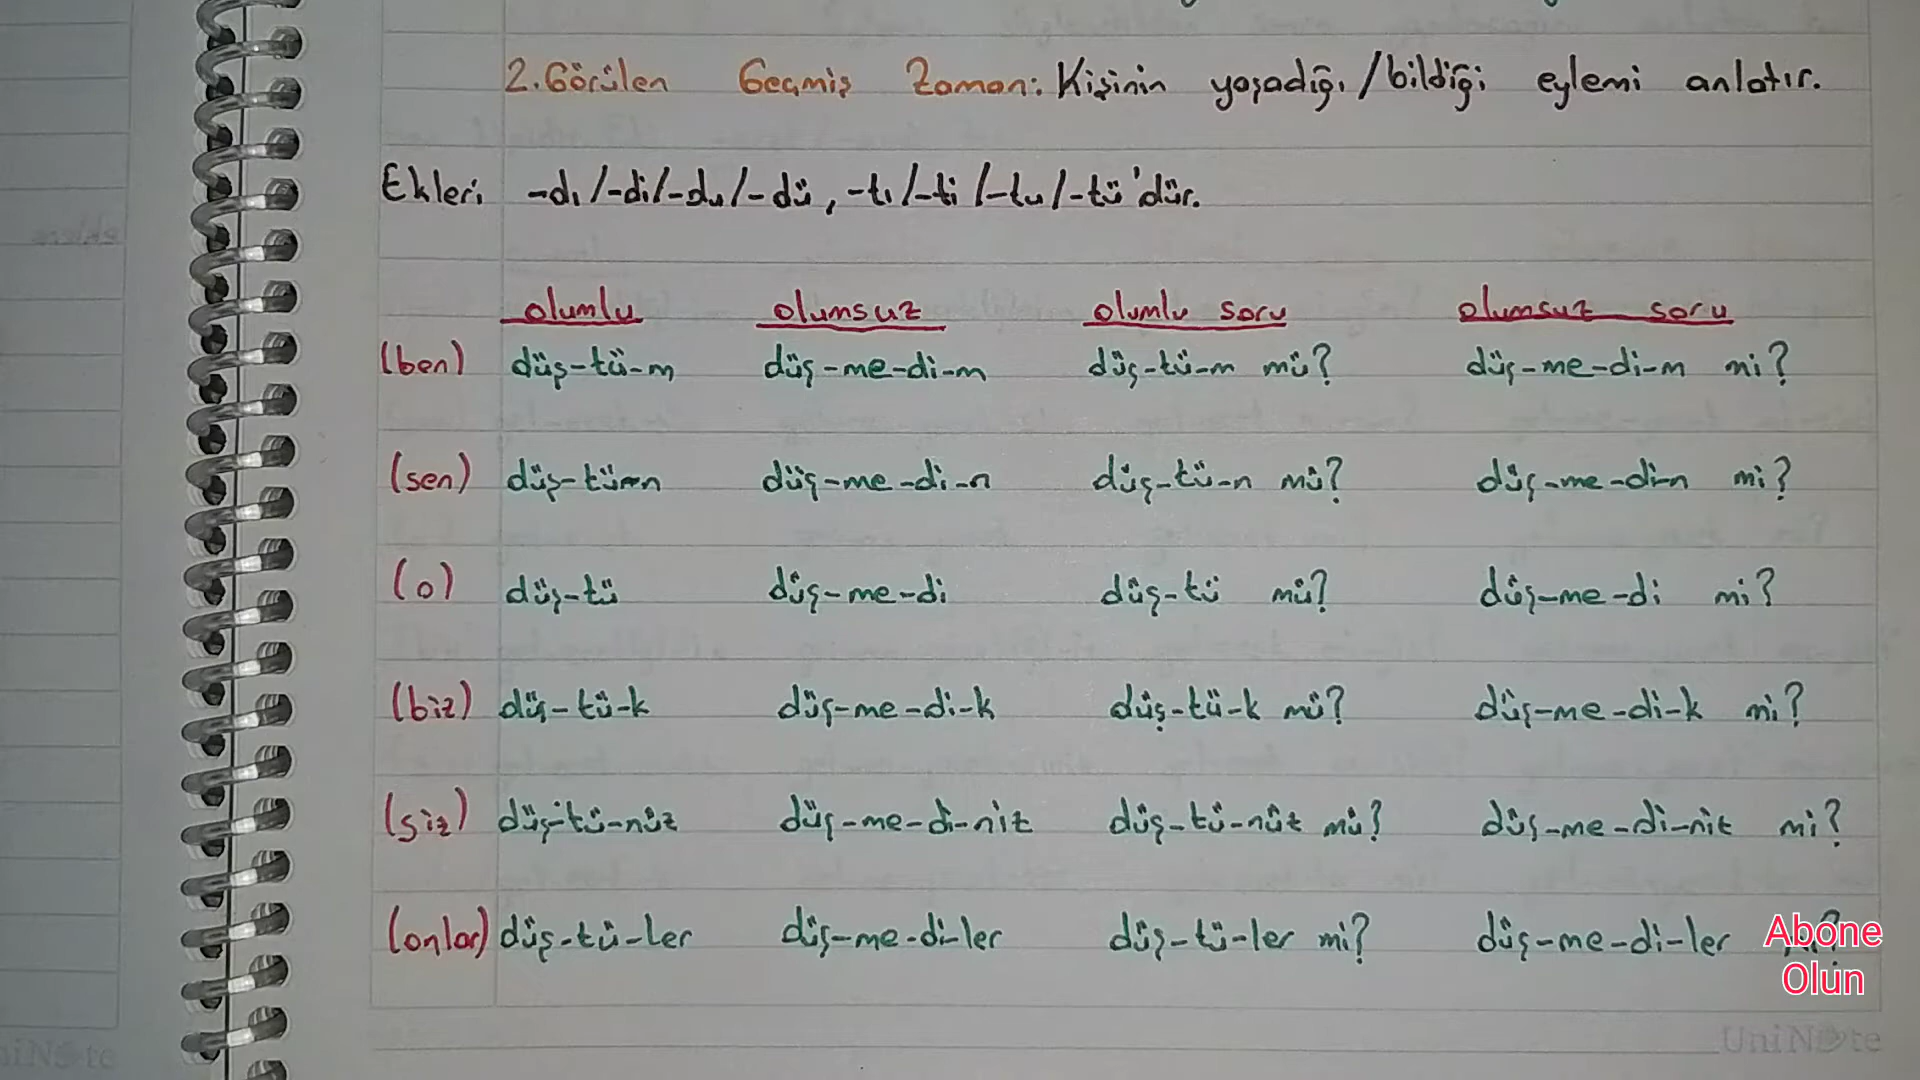 2. Görülen Geçmiş Zaman: Kişinin yaşadığı/bildiği eylemi anlatır.
Ekleri -dı/-di/-du/-dü, -tı/-ti/-tu/-tü'dür.
olumlu olumsuz olumlu soru olumsuz soru
(ben) düş-tü-m düş-me-di-m düş-tü-m mü? düş-me-di-m mi?
(sen) düş-tü-n düş-me-di-n düş-tü-n mü? düş-me-di-n mi?
(o) düş-tü düş-me-di düş-tü mü? düş-me-di mi?
(biz) düş-tü-k düş-me-di-k düş-tü-k mü? düş-me-di-k mi?
(siz) düş-tü-nüz düş-me-di-niz düş-tü-nüz mü? düş-me-di-niz mi?
(onlar) düş-tü-ler düş-me-di-ler düş-tü-ler mi? düş-me-di-ler
Abone
Olun
UniNote